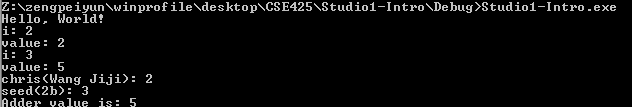 Z:\zengpeiyun\winprofile\desktop\CSE425\Studio1-Intro\Debug>Studio1-Intro.exe
Hello, World!
i: 2
value: 2
i: 3
value: 5
chris(Wang Jiji): 2
seed(2b): 3
Adder value is: 5